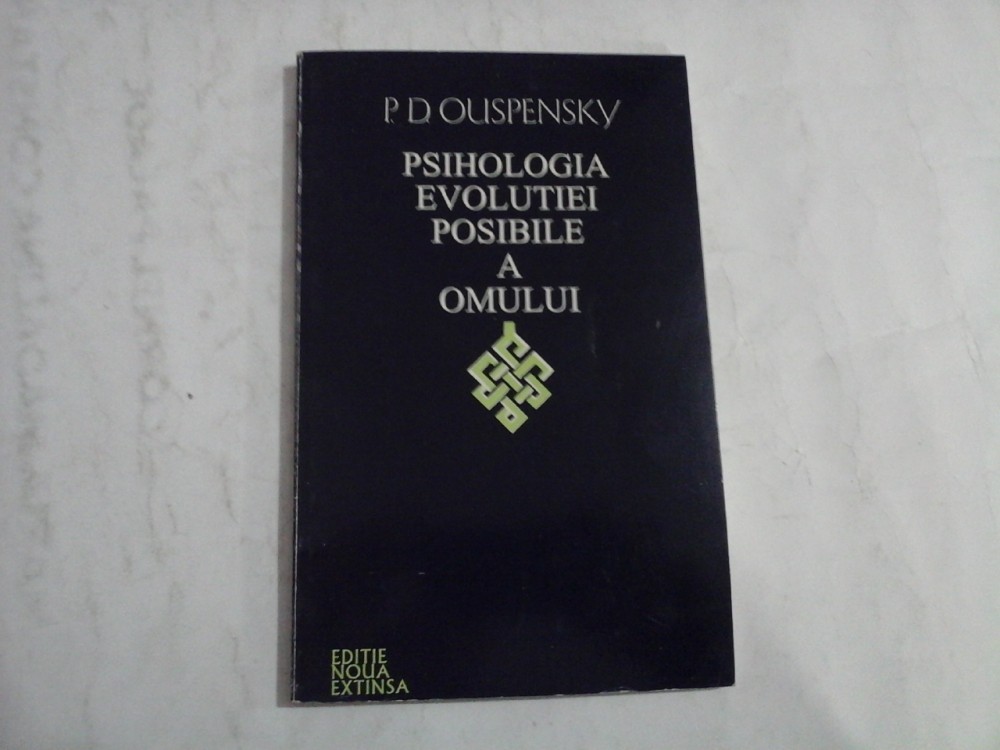 P. D. OUSPENSKY
PSIHOLOGIA
EVOLUTIEI
POSIBILE
A
OMULUI
EDITIE
NOUA
EXTINSA